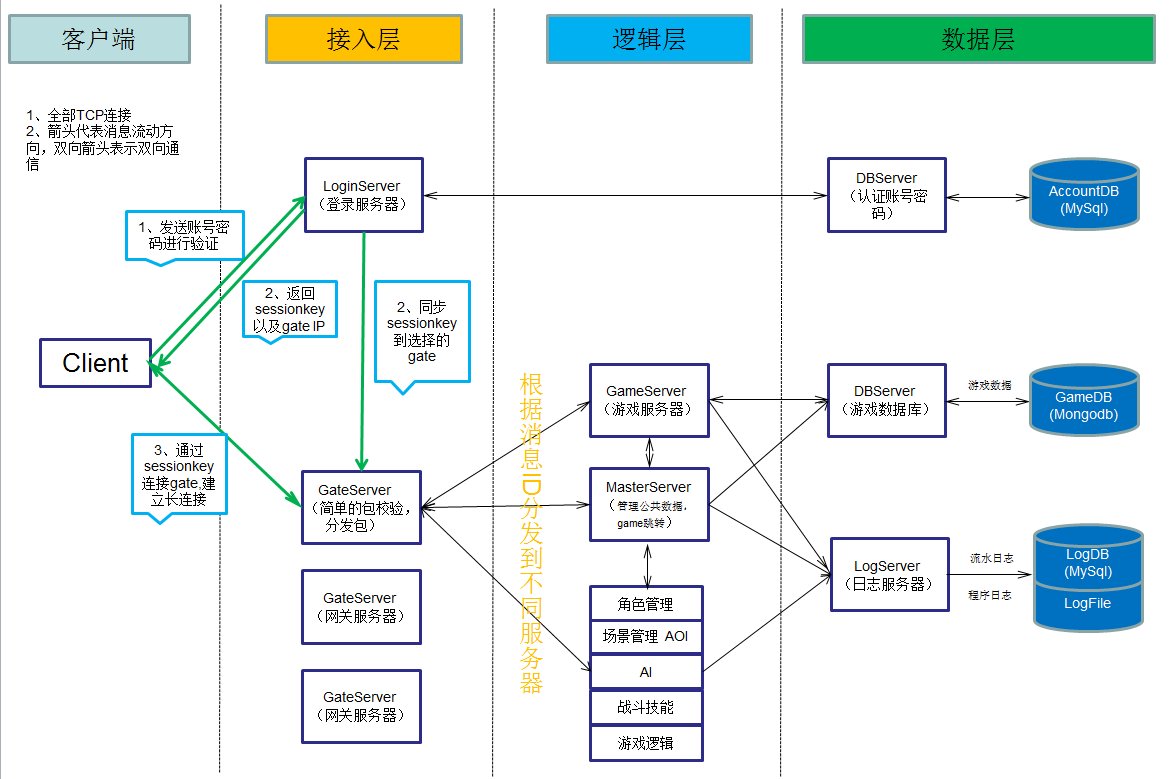 客户端
接入层
逻辑层
数据层
1、全部TCP连接
2、箭头代表消息流动方
向，双向箭头表示双向通
信
LoginServer
（登录服务器）
DBServer
（认证账号密
码）
AccountDB
(MySql)
1、发送账号密
码进行验证
2、返回
sessionkey
以及gate IP
2、同步
sessionkey
到选择的
gate
Client
根据消息ID分发到不同服务器
GameServer
（游戏服务器）
DBServer
（游戏数据库）
游戏数据
GameDB
(Mongodb)
3、通过
sessionkey
连接gate,建
立长连接
GateServer
（简单的包校验，
分发包）
MasterServer
（管理公共数据，
game跳转）
GateServer
（网关服务器）
GateServer
（网关服务器）
角色管理
场景管理 AOI
AI
战斗技能
游戏逻辑
LogServer
（日志服务器）
流水日志
程序日志
LogDB
(MySql)
LogFile